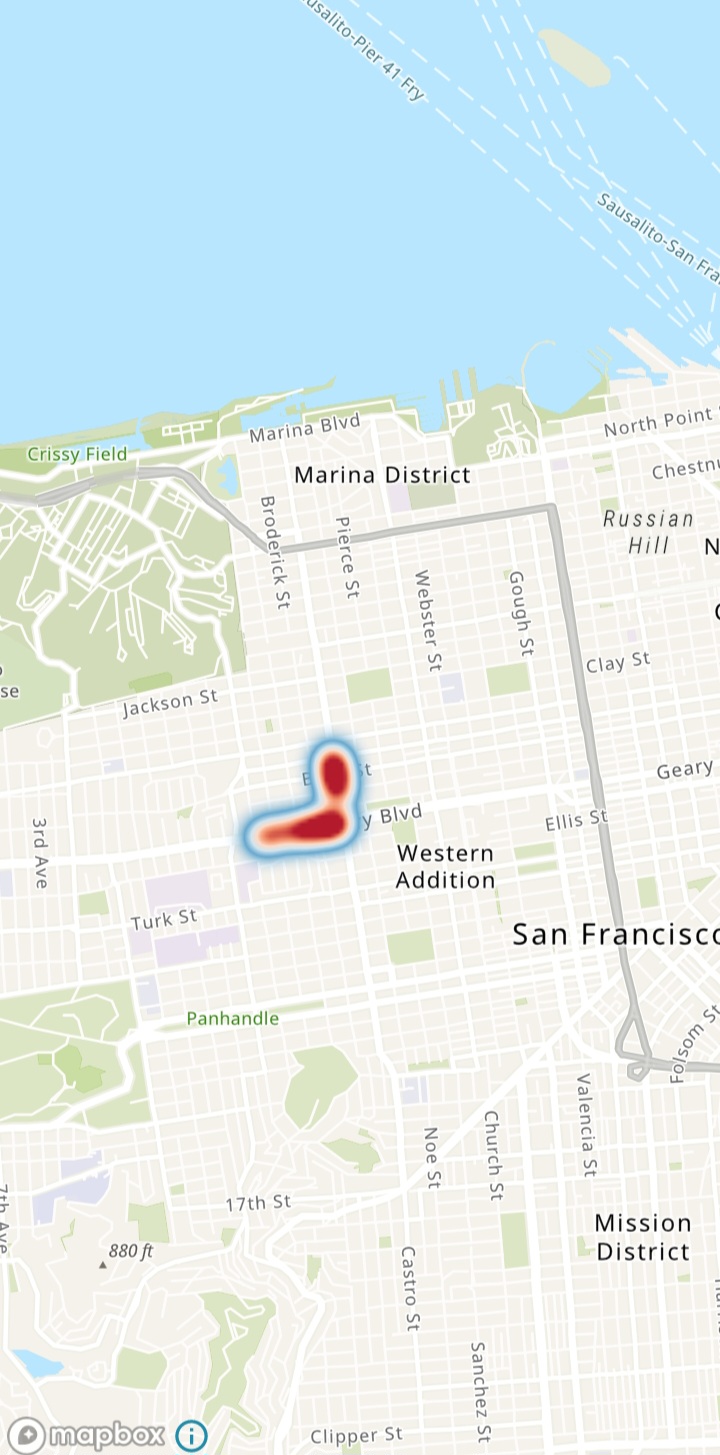 usalito-Pier 41 Fry
Sausalito-San Fra
Marina Blvd
North Point
Crissy Field
Marina District
Chestnu
Broderick St
Pierce St
Russian
Hill
N
Webster St
Gough St
Clay St
se
Jackson St
E
t
Geary
y Blvd
Ellis St
3rd Ave
Western
Addition
Turk St
San Francisco
Panhandle
Folsom St
Valencia St
Church St
Noe St
7th Ave
17th St
Mission
District
880 ft
Castro St
Sanchez St
Clipper St
mapbox
i